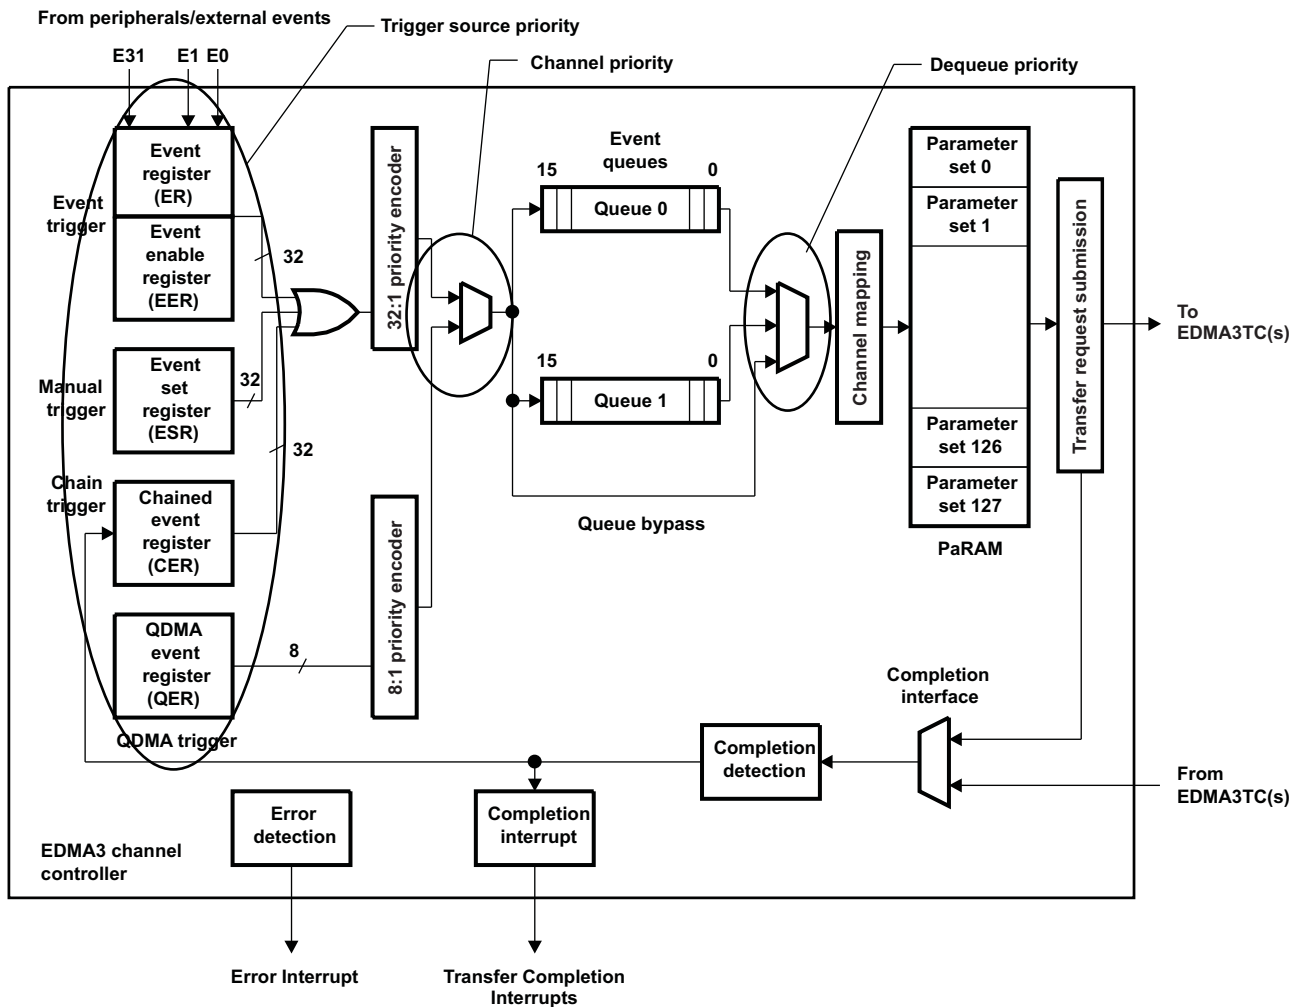 From peripherals/external events
Trigger source priority
E31
E1
E0
Channel priority
Dequeue priority
Event
register
(ER)
Event
trigger
Event
enable
register
(EER)
32
32:1 priority encoder
Event
queues
15
0
Queue 0
Parameter
set 0
Parameter
set 1
Transfer request submission
Channel mapping
To
EDMA3TC(s)
Manual
trigger
Event
set
register
(ESR)
32
32
15
0
Queue 1
Parameter
set 126
Parameter
set 127
PaRAM
Chain
trigger
Chained
event
register
(CER)
Queue bypass
8:1 priority encoder
QDMA
event
register
(QER)
8
QDMA trigger
Completion
interface
Completion
detection
From
EDMA3TC(s)
Error
detection
Completion
interrupt
EDMA3 channel
controller
Error Interrupt
Transfer Completion
Interrupts